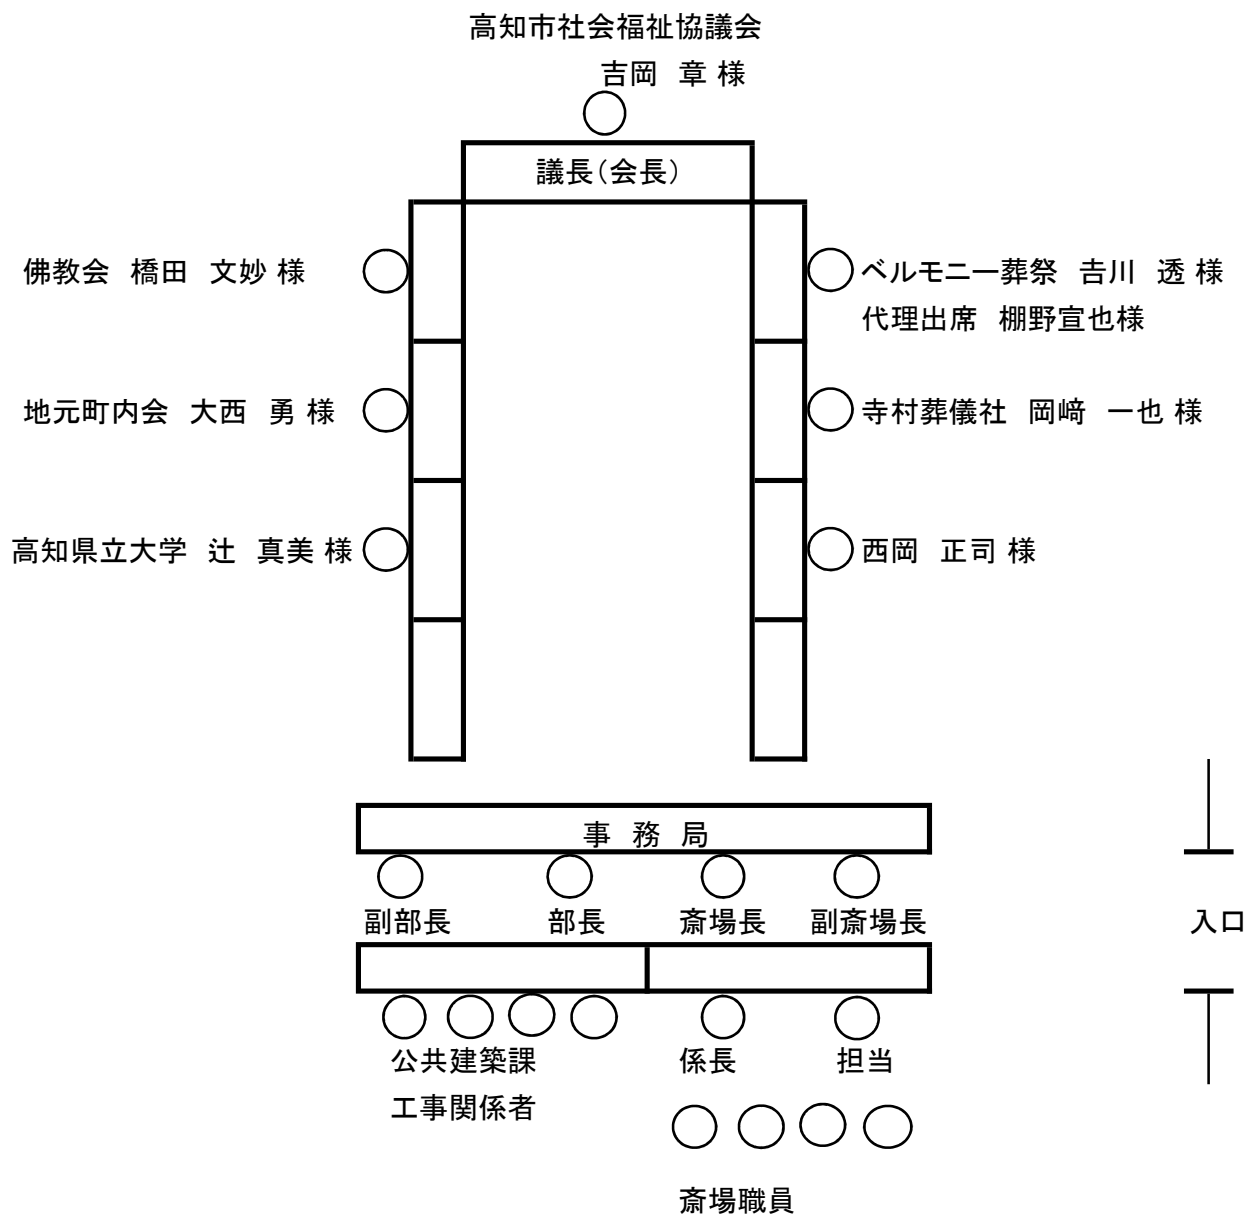 高知市社会福祉協議会
吉岡 章 様
議長(会長)
佛教会 橋田 文妙 様
ベルモニー葬祭 𠮷川 透 様
代理出席 棚野宣也様
地元町内会 大西 勇 様
寺村葬儀社 岡﨑 一也 様
高知県立大学 辻 真美 様
西岡 正司 様
事 務 局
副部長 部長 斎場長 副斎場長
入口
公共建築課 係長 担当
工事関係者
斎場職員